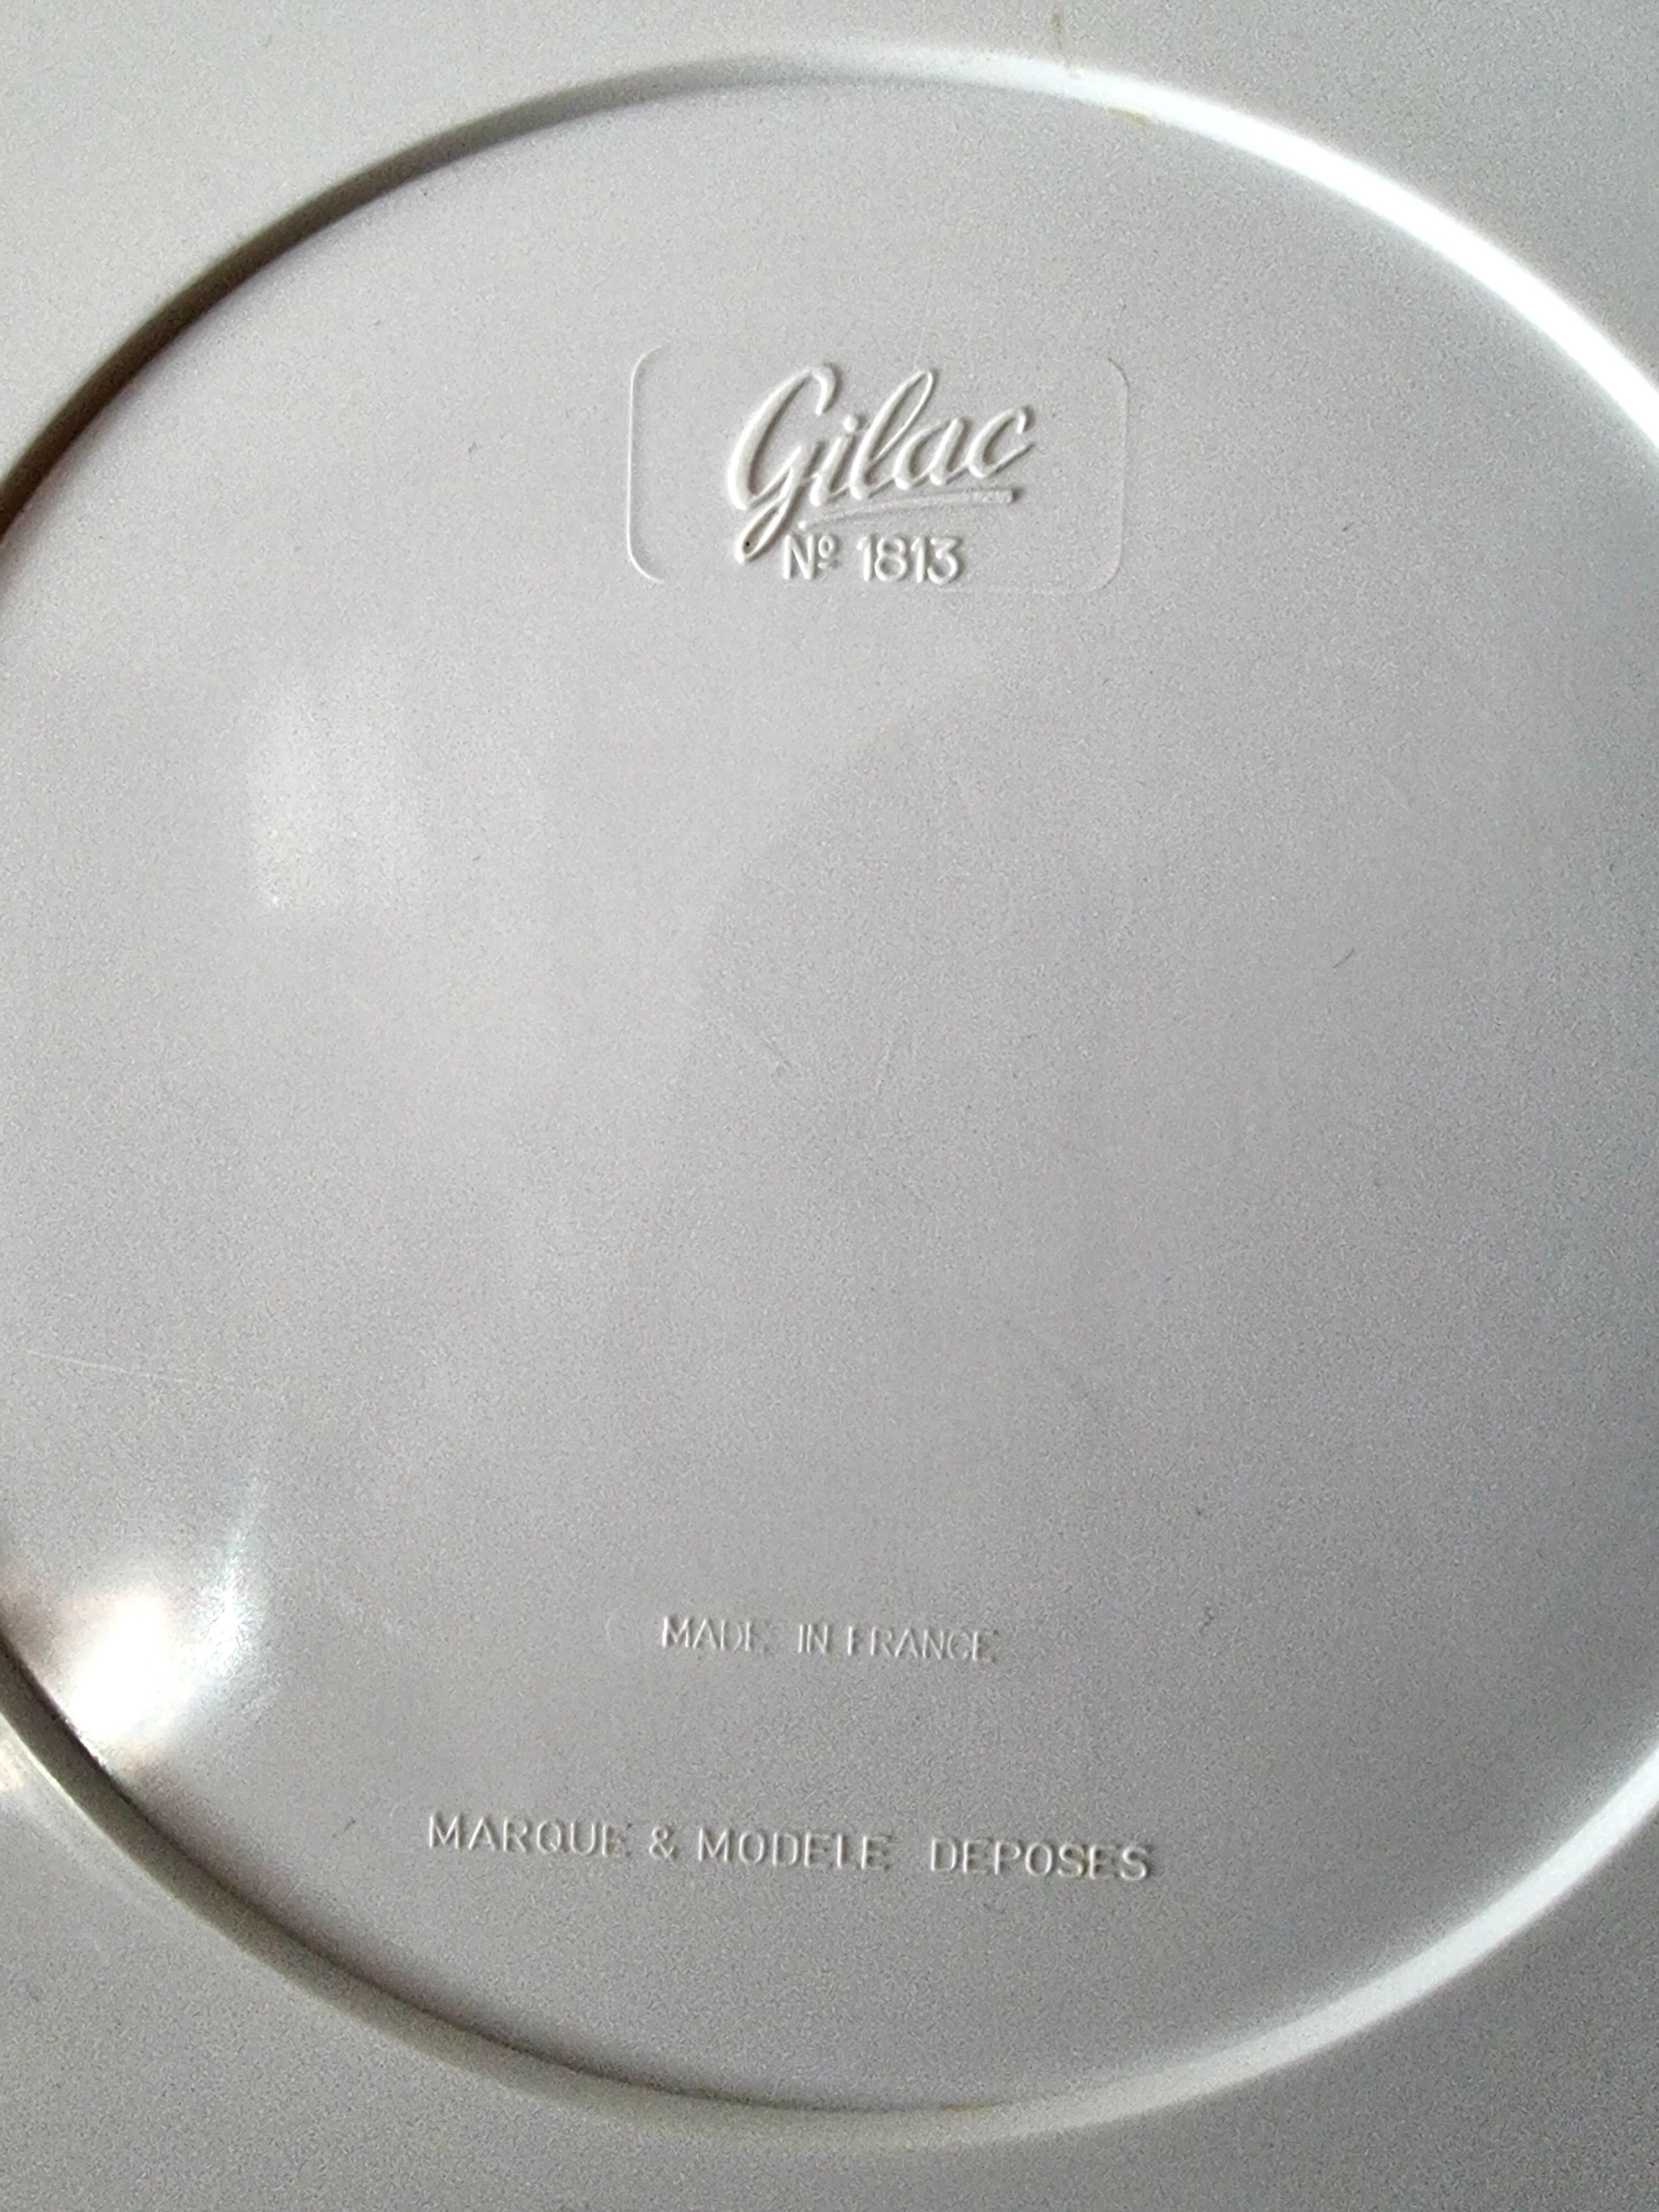 Gilac
Nº 1813
MADE IN FRANCE
MARQUE & MODELE DEPOSES